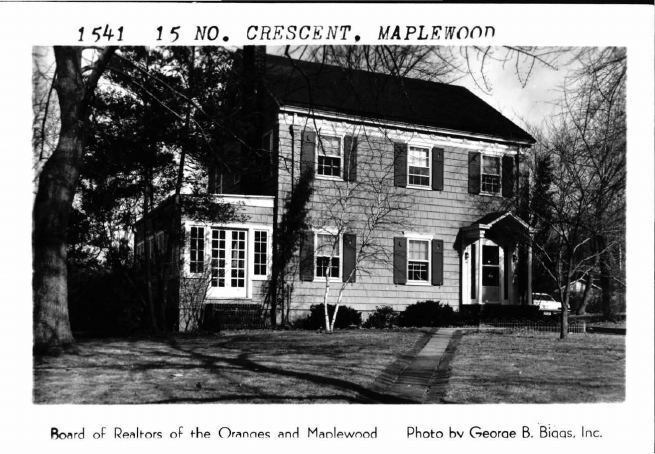 1541 15 NO. CRESCENT, MAPLEWOOD
Board of Realtors of the Oranges and Maplewood Photo by George B. Biggs, Inc.